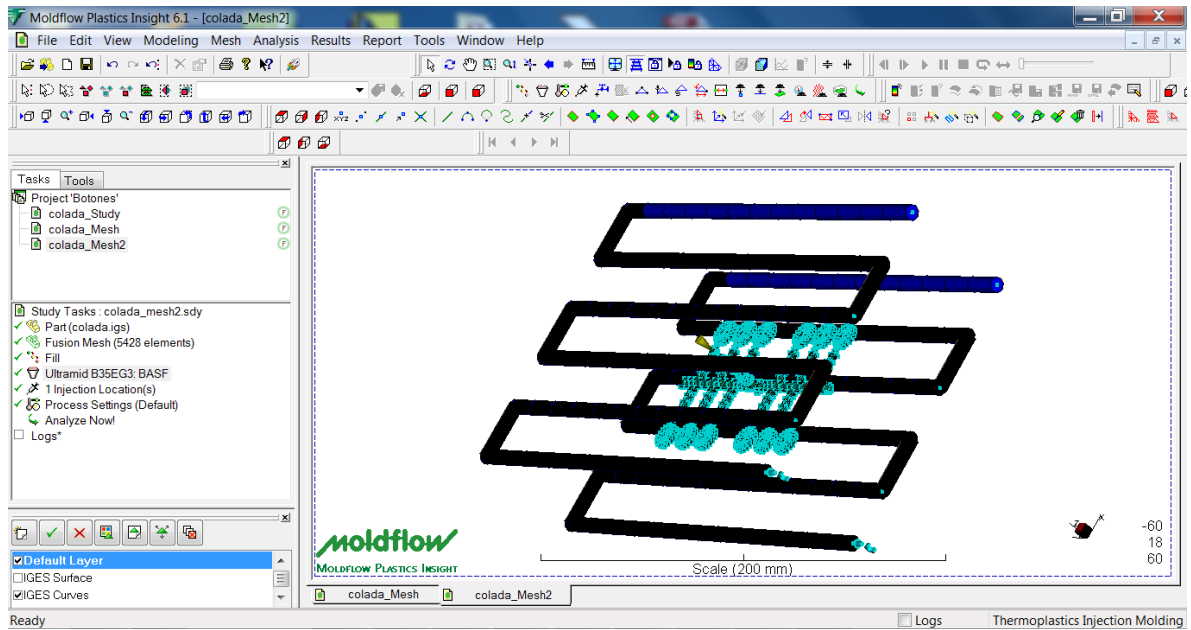 Moldflow Plastics Insight 6.1 - [colada_Mesh2]
File Edit View Modeling Mesh Analysis Results Report Tools Window Help
Tasks Tools
Project 'Botones'
colada_Study
colada_Mesh
colada_Mesh2
Study Tasks : colada_mesh2.sdy
Part (colada.igs)
Fusion Mesh (5428 elements)
Fill
Ultramid B35EG3: BASF
1 Injection Location(s)
Process Settings (Default)
Analyze Now!
Logs*
Default Layer
IGES Surface
IGES Curves
moldflow
MOLDFLOW PLASTICS INSIGHT
Scale (200 mm)
-60
18
60
colada_Mesh colada_Mesh2
Ready Logs Thermoplastics Injection Molding